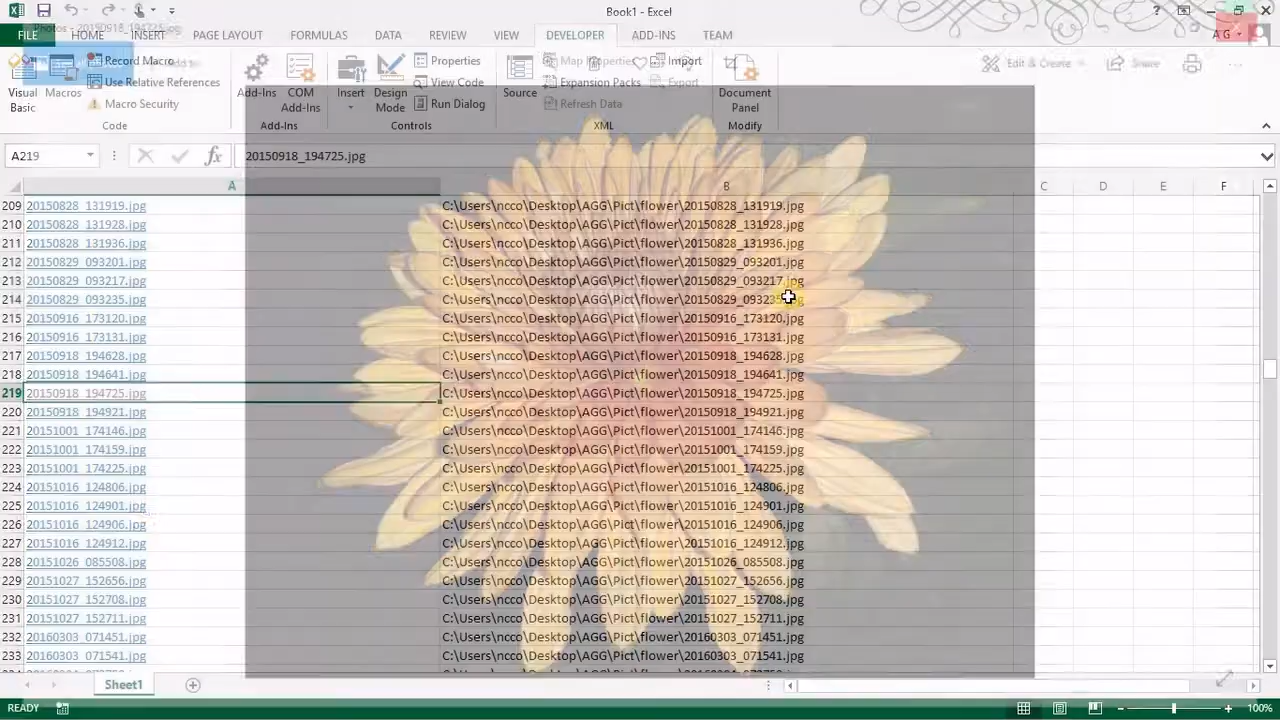 Book1 - Excel
Photos - 20150918_194725.jpg
FILE HOME INSERT PAGE LAYOUT FORMULAS DATA REVIEW VIEW DEVELOPER ADD-INS TEAM A G
Visual Basic
Macros
Record Macro
Use Relative References
Macro Security
Code
Add-Ins
COM Add-Ins
Add-Ins
Insert
Design Mode
Properties
View Code
Run Dialog
Controls
Source
Map Properties
Expansion Packs
Refresh Data
Import
Export
XML
Document Panel
Modify
Edit & Create
Share
A219 fx 20150918_194725.jpg
A B C D E F
209 20150828_131919.jpg C:\Users\ncco\Desktop\AGG\Pict\flower\20150828_131919.jpg
210 20150828_131928.jpg C:\Users\ncco\Desktop\AGG\Pict\flower\20150828_131928.jpg
211 20150828_131936.jpg C:\Users\ncco\Desktop\AGG\Pict\flower\20150828_131936.jpg
212 20150829_093201.jpg C:\Users\ncco\Desktop\AGG\Pict\flower\20150829_093201.jpg
213 20150829_093217.jpg C:\Users\ncco\Desktop\AGG\Pict\flower\20150829_093217.jpg
214 20150829_093235.jpg C:\Users\ncco\Desktop\AGG\Pict\flower\20150829_093235.jpg
215 20150916_173120.jpg C:\Users\ncco\Desktop\AGG\Pict\flower\20150916_173120.jpg
216 20150916_173131.jpg C:\Users\ncco\Desktop\AGG\Pict\flower\20150916_173131.jpg
217 20150918_194628.jpg C:\Users\ncco\Desktop\AGG\Pict\flower\20150918_194628.jpg
218 20150918_194641.jpg C:\Users\ncco\Desktop\AGG\Pict\flower\20150918_194641.jpg
219 20150918_194725.jpg C:\Users\ncco\Desktop\AGG\Pict\flower\20150918_194725.jpg
220 20150918_194921.jpg C:\Users\ncco\Desktop\AGG\Pict\flower\20150918_194921.jpg
221 20151001_174146.jpg C:\Users\ncco\Desktop\AGG\Pict\flower\20151001_174146.jpg
222 20151001_174159.jpg C:\Users\ncco\Desktop\AGG\Pict\flower\20151001_174159.jpg
223 20151001_174225.jpg C:\Users\ncco\Desktop\AGG\Pict\flower\20151001_174225.jpg
224 20151016_124806.jpg C:\Users\ncco\Desktop\AGG\Pict\flower\20151016_124806.jpg
225 20151016_124901.jpg C:\Users\ncco\Desktop\AGG\Pict\flower\20151016_124901.jpg
226 20151016_124906.jpg C:\Users\ncco\Desktop\AGG\Pict\flower\20151016_124906.jpg
227 20151016_124912.jpg C:\Users\ncco\Desktop\AGG\Pict\flower\20151016_124912.jpg
228 20151026_085508.jpg C:\Users\ncco\Desktop\AGG\Pict\flower\20151026_085508.jpg
229 20151027_152656.jpg C:\Users\ncco\Desktop\AGG\Pict\flower\20151027_152656.jpg
230 20151027_152708.jpg C:\Users\ncco\Desktop\AGG\Pict\flower\20151027_152708.jpg
231 20151027_152711.jpg C:\Users\ncco\Desktop\AGG\Pict\flower\20151027_152711.jpg
232 20160303_071451.jpg C:\Users\ncco\Desktop\AGG\Pict\flower\20160303_071451.jpg
233 20160303_071541.jpg C:\Users\ncco\Desktop\AGG\Pict\flower\20160303_071541.jpg
Sheet1
READY 100%